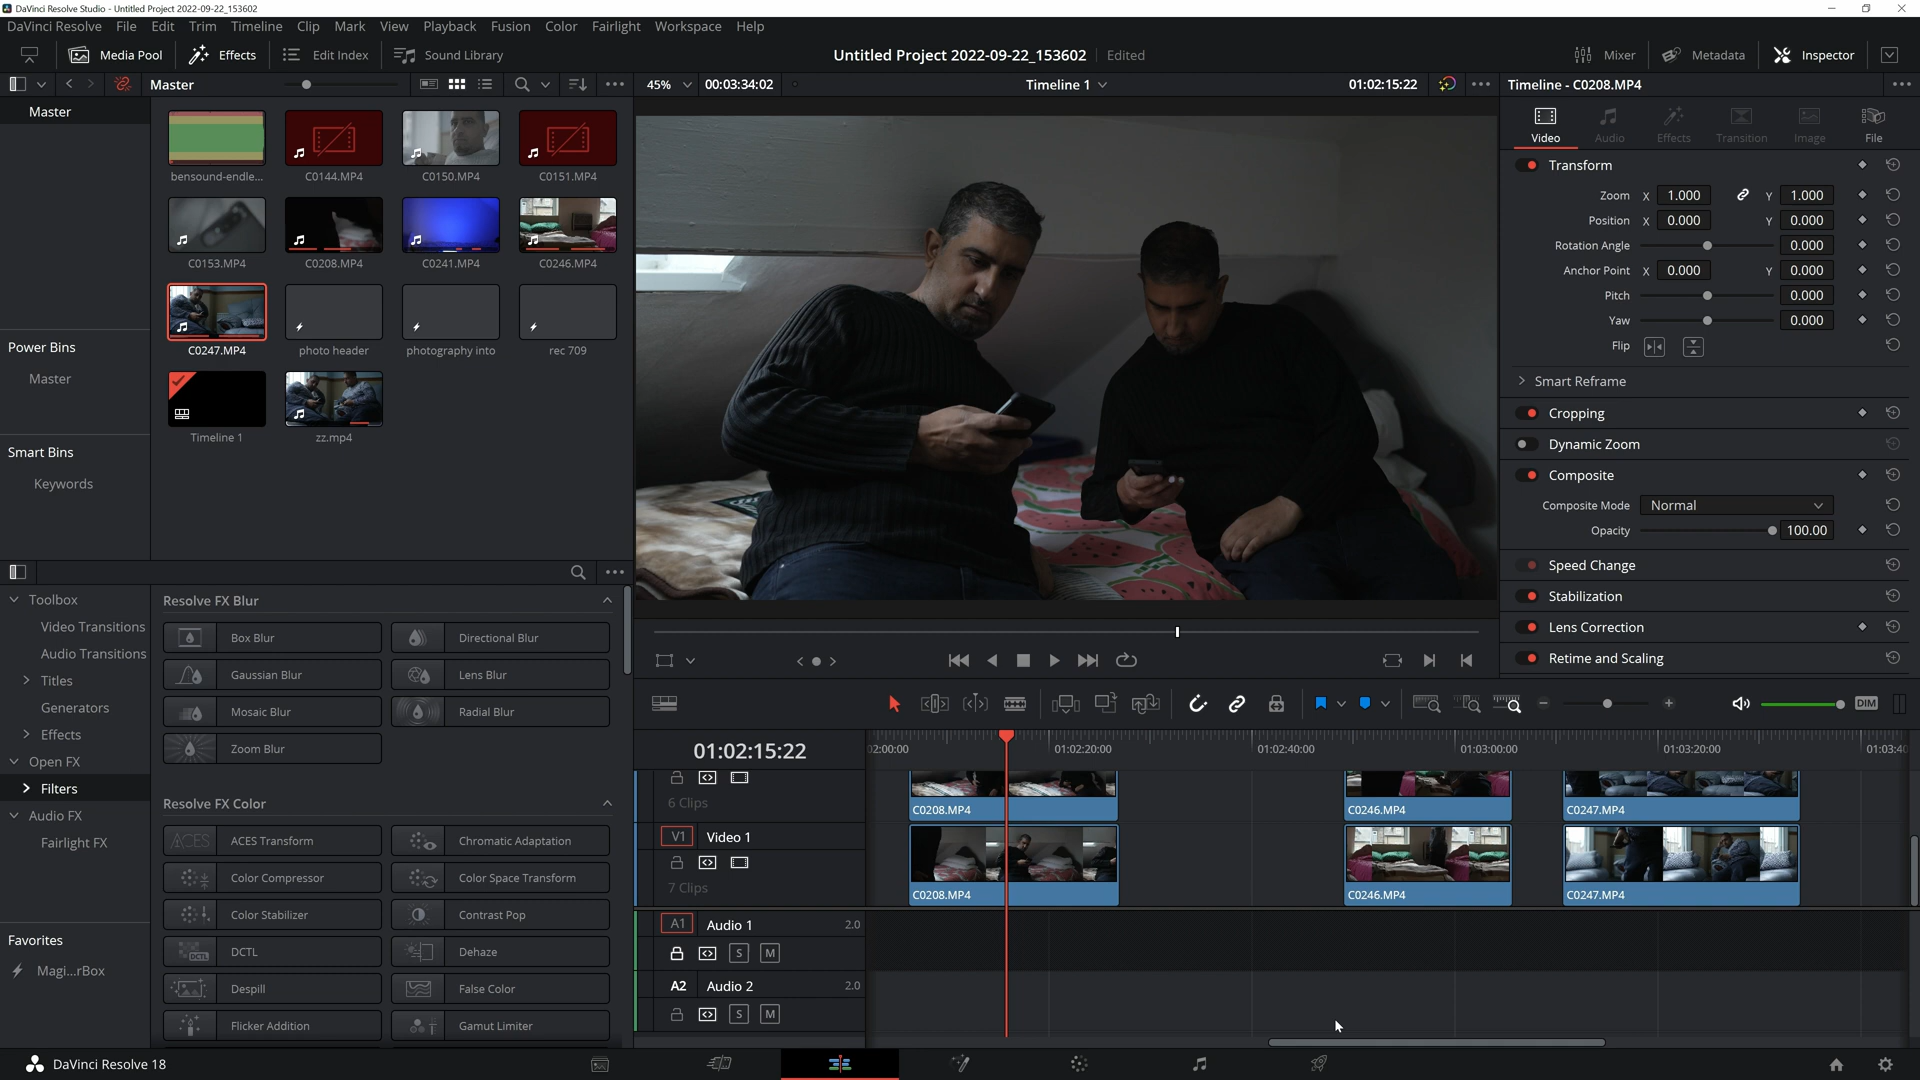 DaVinci Resolve Studio - Untitled Project 2022-09-22_153602
DaVinci Resolve File Edit Trim Timeline Clip Mark View Playback Fusion Color Fairlight Workspace Help
Media Pool Effects Edit Index Sound Library Untitled Project 2022-09-22_153602 Edited Mixer Metadata Inspector
Master 45% 00:03:34:02 Timeline 1 01:02:15:22 Timeline - C0208.MP4
Master
bensound-endle... C0144.MP4 C0150.MP4 C0151.MP4
C0153.MP4 C0208.MP4 C0241.MP4 C0246.MP4
C0247.MP4 photo header photography into rec 709
Timeline 1 zz.mp4
Power Bins
Master
Smart Bins
Keywords
Video Audio Effects Transition Image File
Transform
Zoom X 1.000 Y 1.000
Position X 0.000 Y 0.000
Rotation Angle 0.000
Anchor Point X 0.000 Y 0.000
Pitch 0.000
Yaw 0.000
Flip
Smart Reframe
Cropping
Dynamic Zoom
Composite
Composite Mode Normal
Opacity 100.00
Speed Change
Stabilization
Lens Correction
Retime and Scaling
Toolbox
Video Transitions
Audio Transitions
Titles
Generators
Effects
Open FX
Filters
Audio FX
Fairlight FX
Favorites
Magi...rBox
Resolve FX Blur
Box Blur Directional Blur
Gaussian Blur Lens Blur
Mosaic Blur Radial Blur
Zoom Blur
Resolve FX Color
ACES ACES Transform Chromatic Adaptation
Color Compressor Color Space Transform
Color Stabilizer Contrast Pop
DCTL DCTL Dehaze
Despill False Color
Flicker Addition Gamut Limiter
DIM
01:02:15:22 02:00:00 01:02:20:00 01:02:40:00 01:03:00:00 01:03:20:00 01:03:40
6 Clips C0208.MP4 C0246.MP4 C0247.MP4
V1 Video 1
7 Clips C0208.MP4 C0246.MP4 C0247.MP4
A1 Audio 1 2.0
S M
A2 Audio 2 2.0
S M
DaVinci Resolve 18